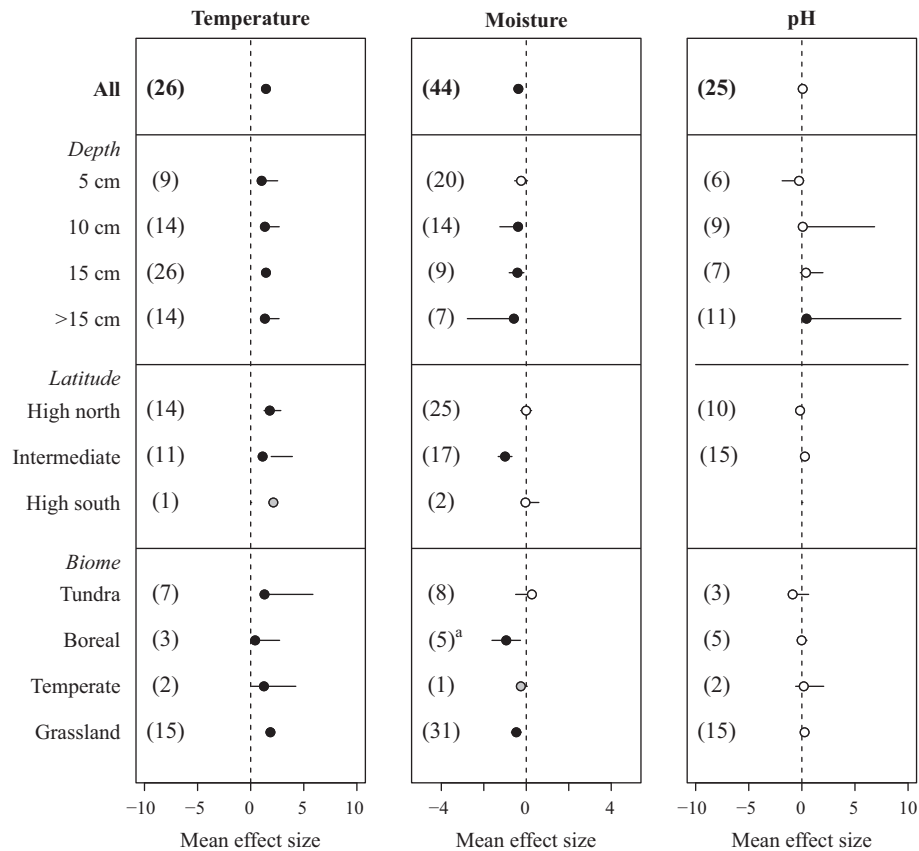 Temperature Moisture pH
All (26) (44) (25)
Depth
5 cm (9) (20) (6)
10 cm (14) (14) (9)
15 cm (26) (9) (7)
>15 cm (14) (7) (11)
Latitude
High north (14) (25) (10)
Intermediate (11) (17) (15)
High south (1) (2)
Biome
Tundra (7) (8) (3)
Boreal (3) (5)a (5)
Temperate (2) (1) (2)
Grassland (15) (31) (15)
−10 −5 0 5 10 −4 0 2 4 −10 −5 0 5 10
Mean effect size Mean effect size Mean effect size